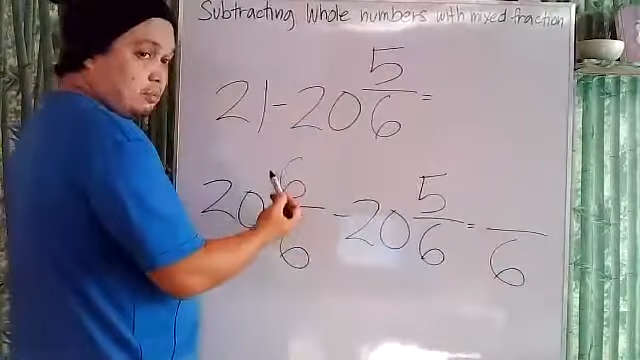 Subtracting Whole numbers with mixed fraction
21 - 20 5/6 =
20 6/6 - 20 5/6 = /6